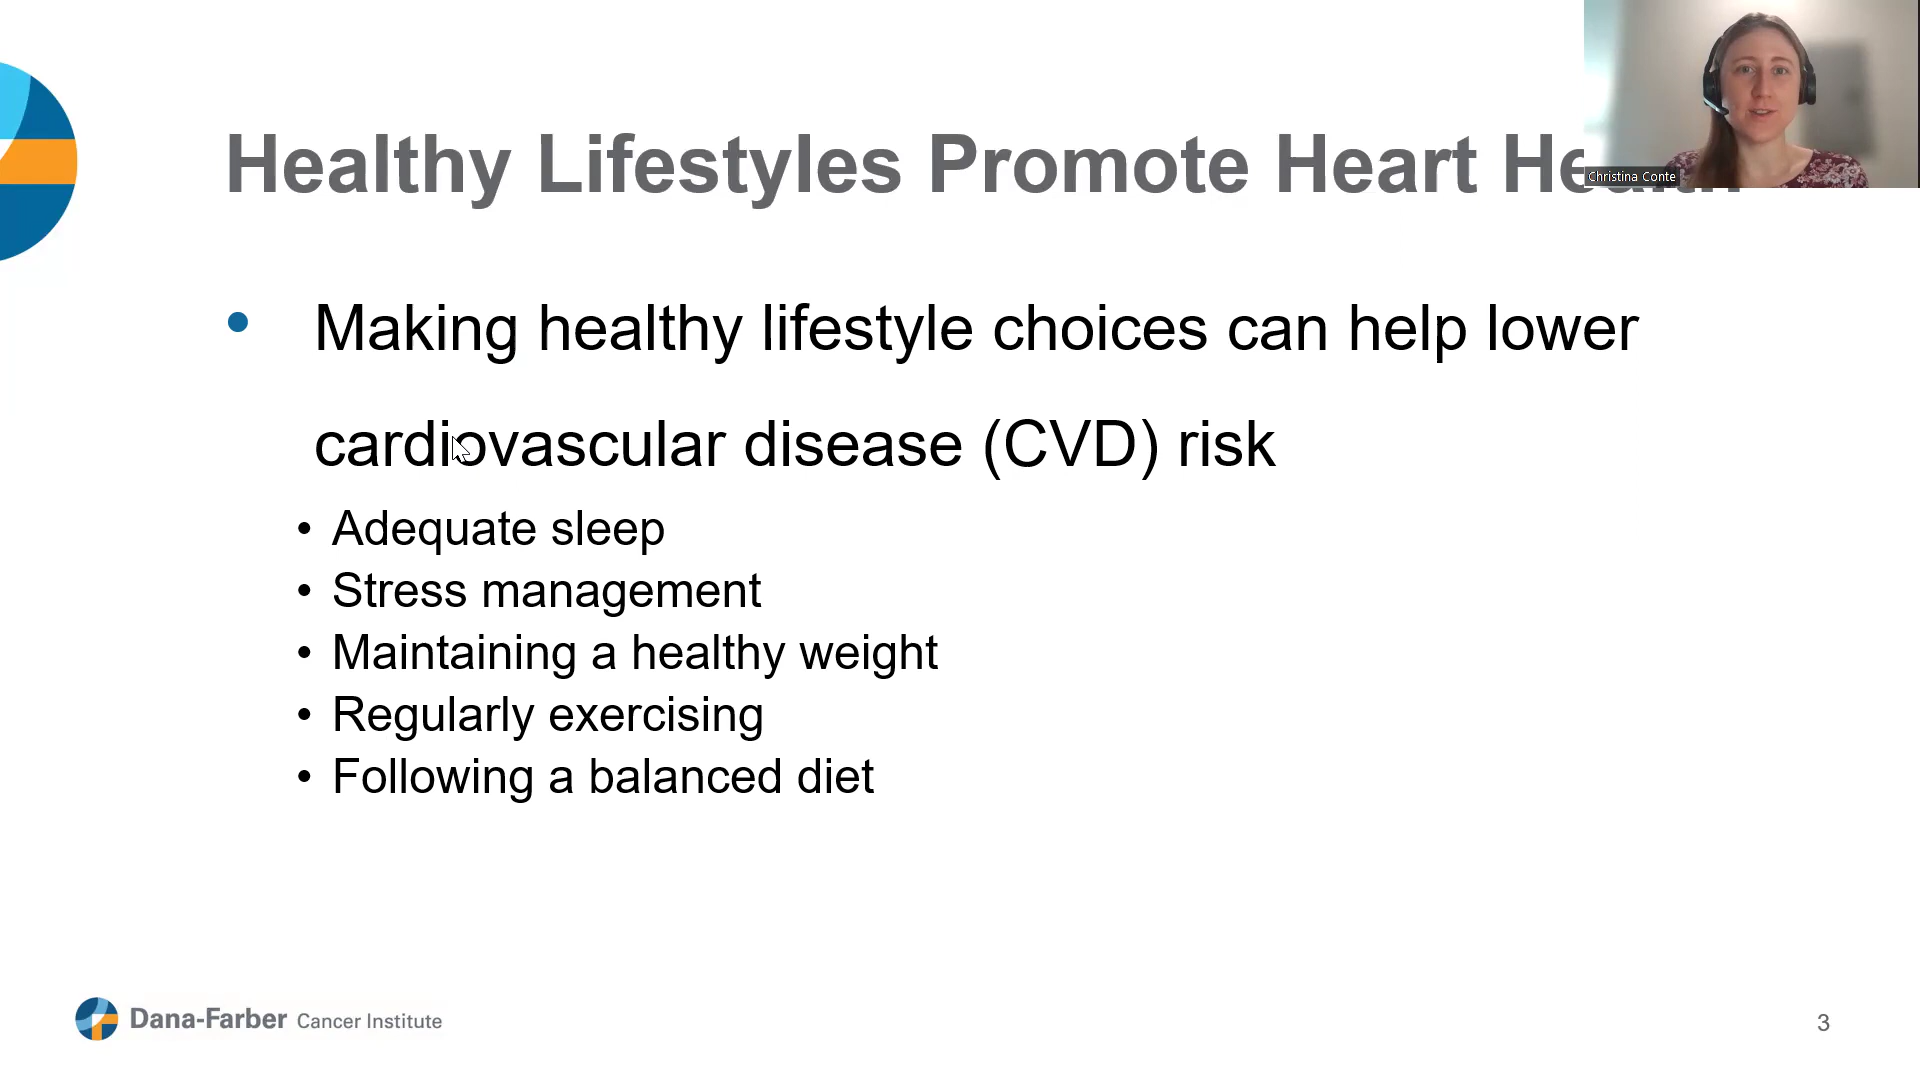 Healthy Lifestyles Promote Heart Health
Christina Conte
• Making healthy lifestyle choices can help lower
cardiovascular disease (CVD) risk
• Adequate sleep
• Stress management
• Maintaining a healthy weight
• Regularly exercising
• Following a balanced diet
Dana-Farber Cancer Institute
3